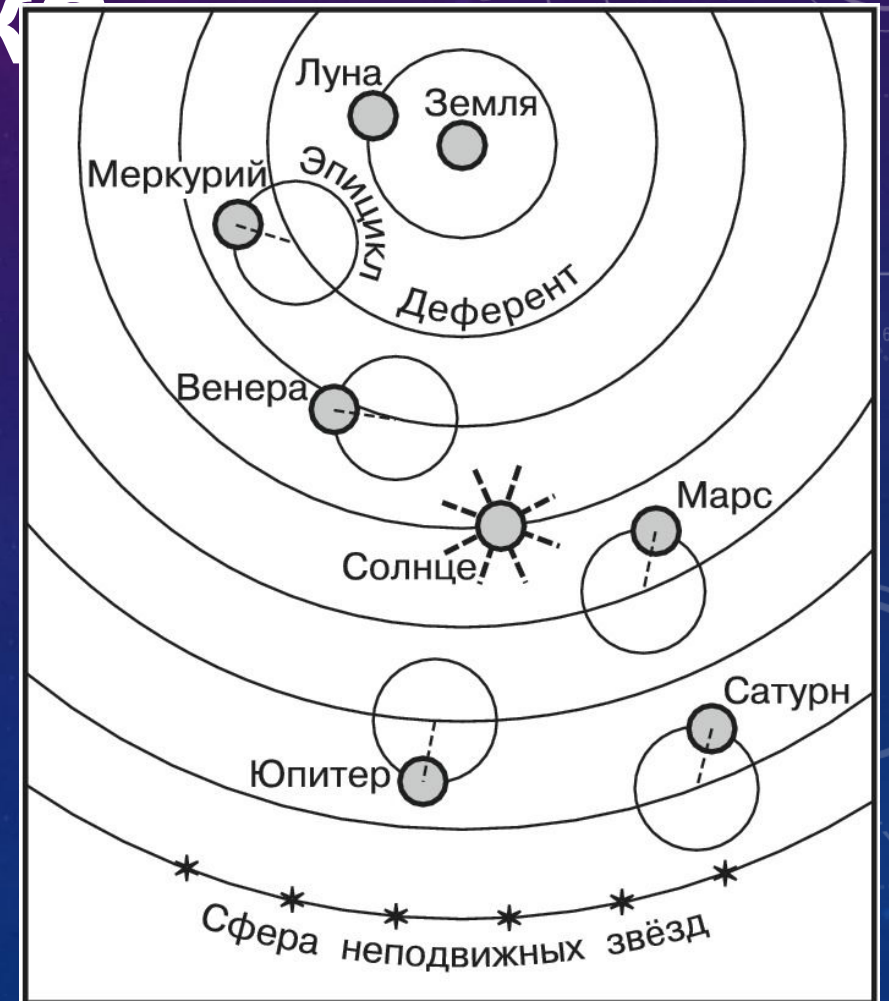 Луна
Земля
Меркурий
Эпицикл
Деферент
Венера
Марс
Солнце
Сатурн
Юпитер
Сфера неподвижных звёзд